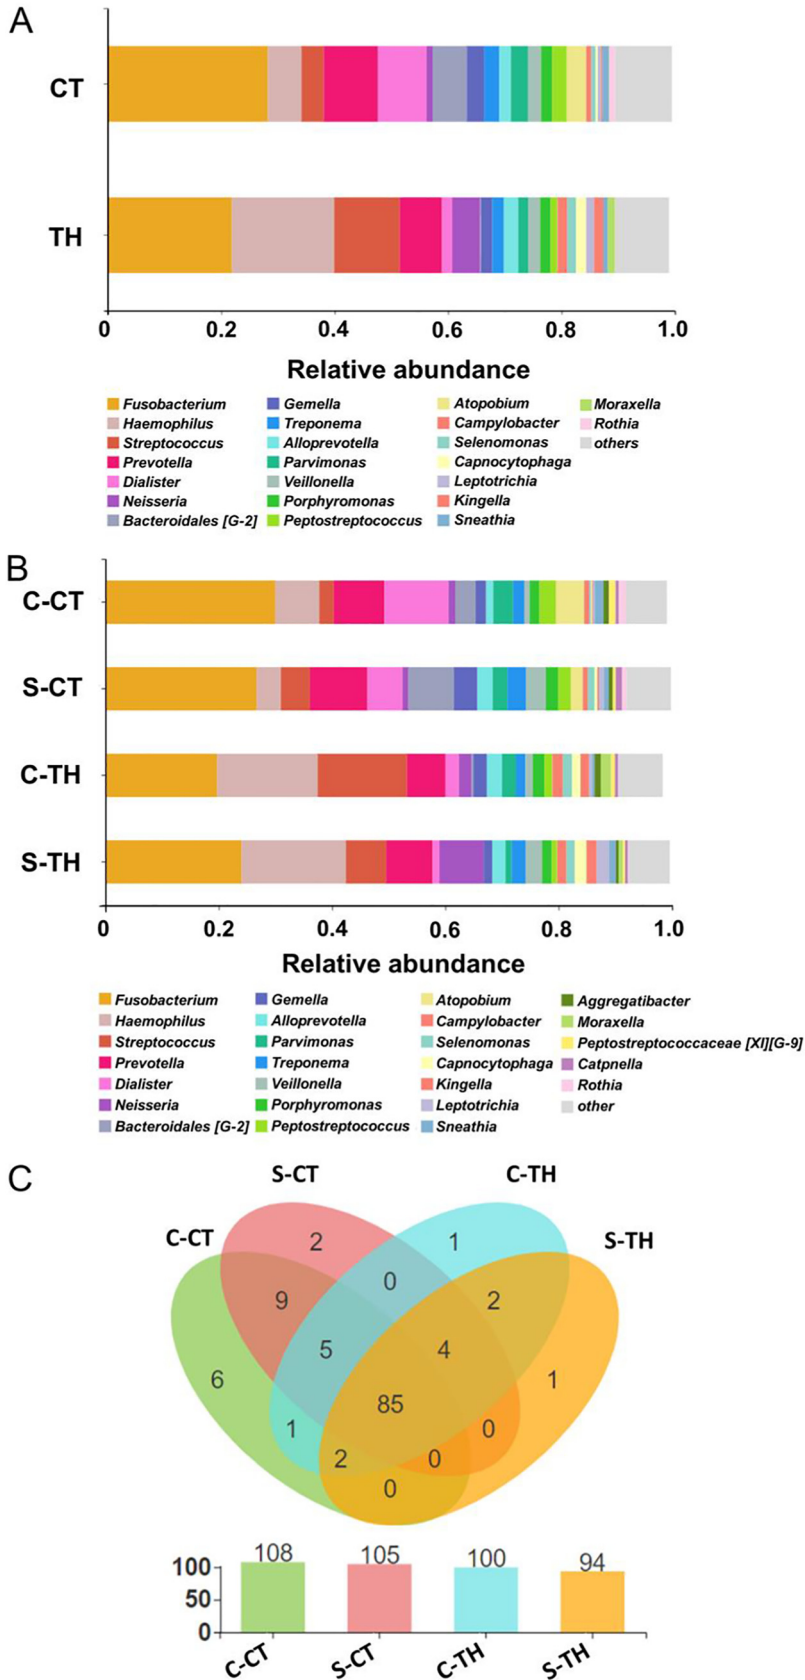 A
CT
TH
0 0.2 0.4 0.6 0.8 1.0
Relative abundance
Fusobacterium Gemella Atopobium Moraxella
Haemophilus Treponema Campylobacter Rothia
Streptococcus Alloprevotella Selenomonas others
Prevotella Parvimonas Capnocytophaga
Dialister Veillonella Leptotrichia
Neisseria Porphyromonas Kingella
Bacteroidales [G-2] Peptostreptococcus Sneathia
B
C-CT
S-CT
C-TH
S-TH
0 0.2 0.4 0.6 0.8 1.0
Relative abundance
Fusobacterium Gemella Atopobium Aggregatibacter
Haemophilus Alloprevotella Campylobacter Moraxella
Streptococcus Parvimonas Selenomonas Peptostreptococcaceae [XI][G-9]
Prevotella Treponema Capnocytophaga Catpnella
Dialister Veillonella Kingella Rothia
Neisseria Porphyromonas Leptotrichia other
Bacteroidales [G-2] Peptostreptococcus Sneathia
C
S-CT C-TH
C-CT S-TH
2 1
0
9 2
5 4
6 1
85
1 0
2 0
0
108 105 100 94
100
50
0
C-CT S-CT C-TH S-TH